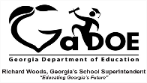 GaDOE
Georgia Department of Education
Richard Woods, Georgia's School Superintendent
"Educating Georgia's Future"